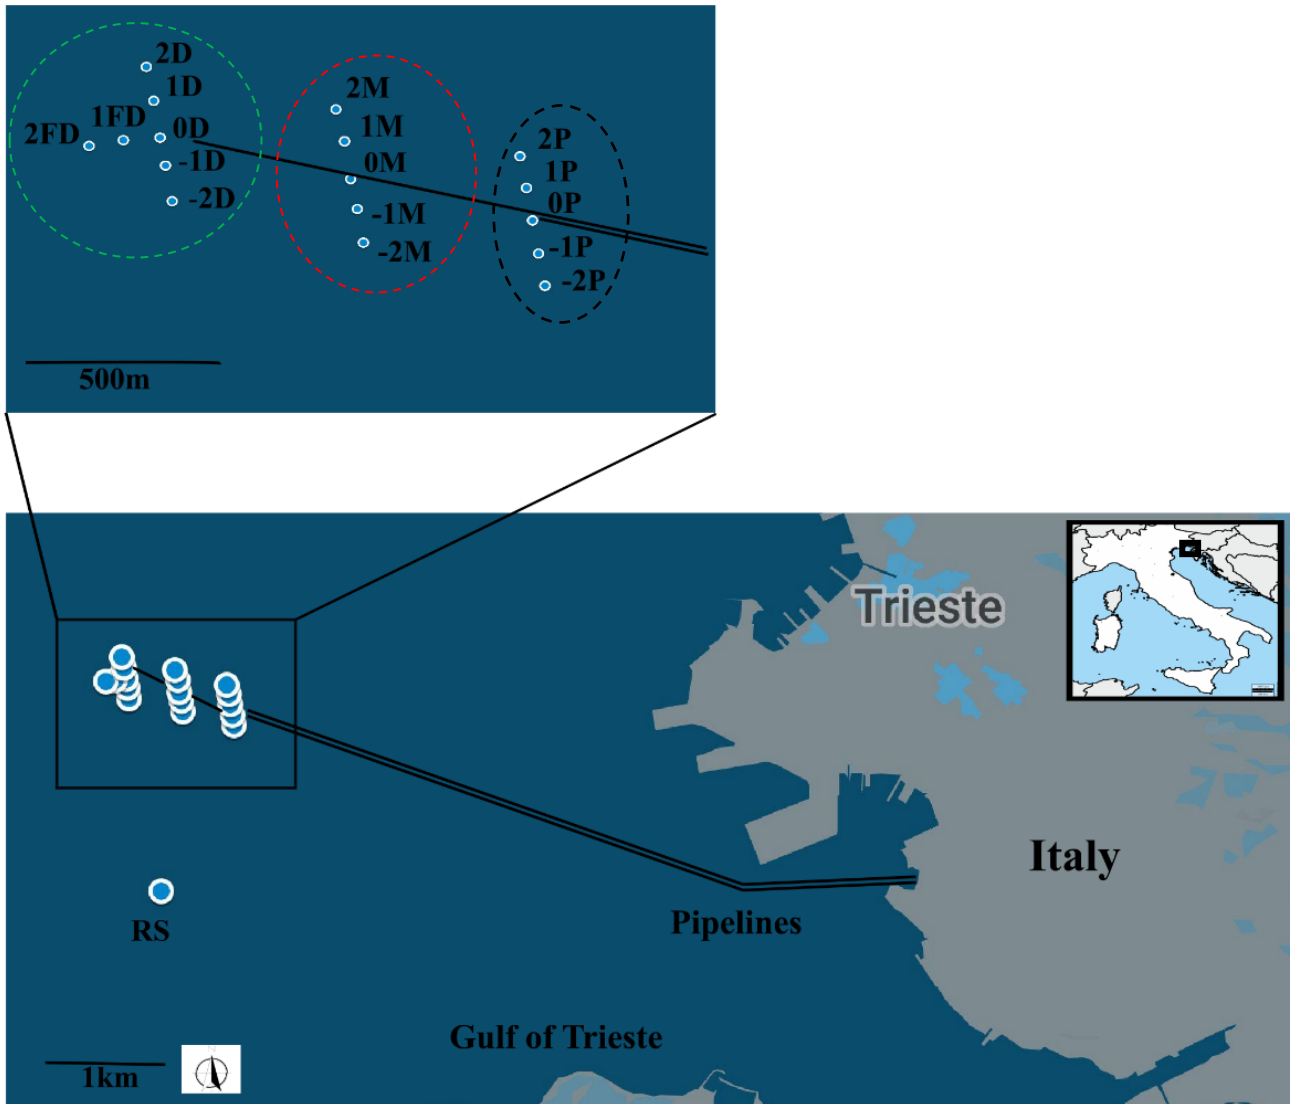 2D
1D
1FD
0D
2FD
-1D
-2D
2M
1M
0M
-1M
-2M
2P
1P
0P
-1P
-2P
500m
Trieste
Italy
RS
Pipelines
Gulf of Trieste
1km